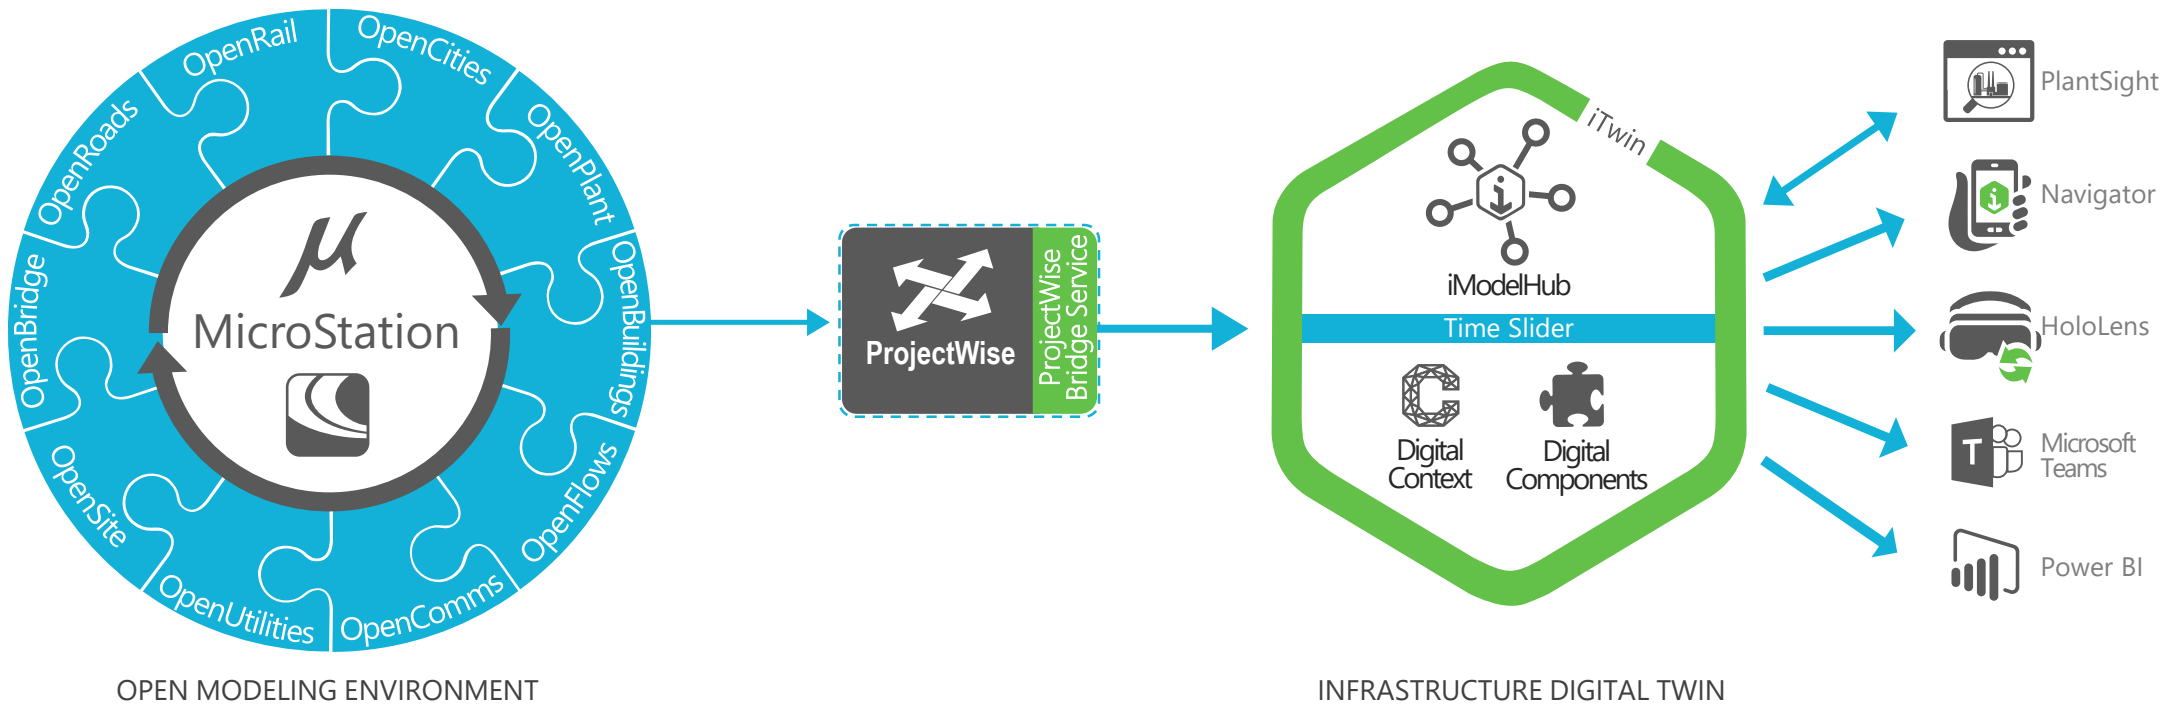 OpenRail
OpenCities
OpenPlant
OpenBuildings
OpenFlows
OpenComms
OpenUtilities
OpenSite
OpenBridge
OpenRoads
μ
MicroStation
OPEN MODELING ENVIRONMENT
ProjectWise
ProjectWise
Bridge Service
iTwin
i
iModelHub
Time Slider
C
Digital
Context
Digital
Components
INFRASTRUCTURE DIGITAL TWIN
PlantSight
i
Navigator
HoloLens
T
Microsoft
Teams
Power BI